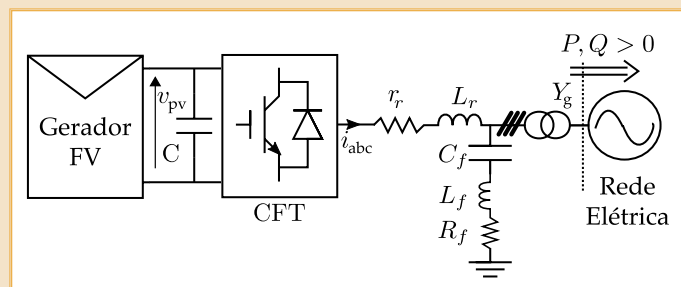 P, Q > 0
Gerador
FV
v_pv
C
CFT
i_abc
r_r
L_r
C_f
L_f
R_f
Y_g
Rede
Elétrica